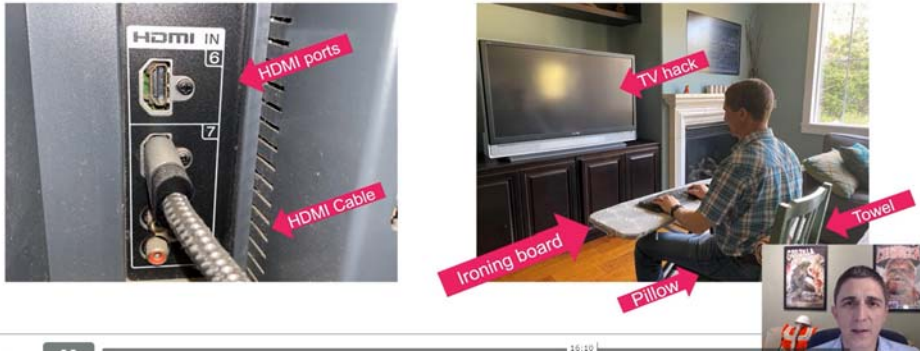 HDMI IN
6
HDMI ports
7
HDMI Cable
TV hack
Ironing board
Towel
Pillow
16:10